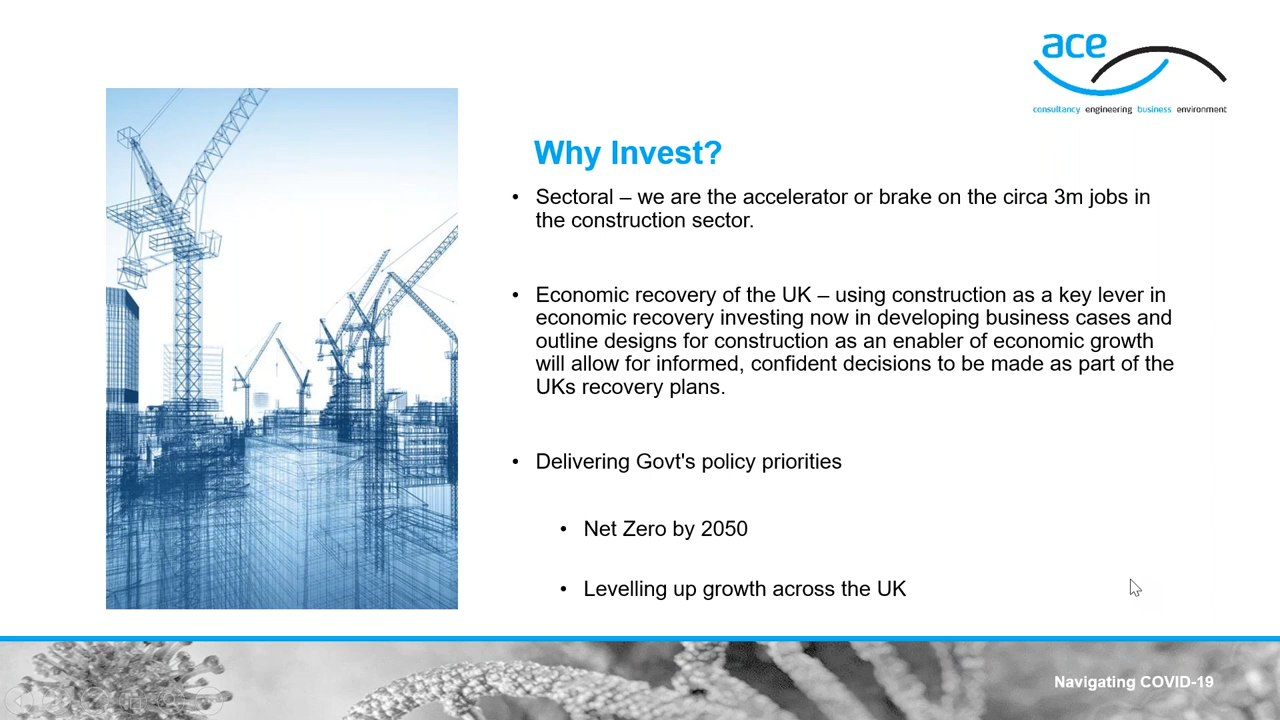 ace
consultancy engineering business environment
Why Invest?
• Sectoral – we are the accelerator or brake on the circa 3m jobs in
the construction sector.
• Economic recovery of the UK – using construction as a key lever in
economic recovery investing now in developing business cases and
outline designs for construction as an enabler of economic growth
will allow for informed, confident decisions to be made as part of the
UKs recovery plans.
• Delivering Govt's policy priorities
• Net Zero by 2050
• Levelling up growth across the UK
Navigating COVID-19